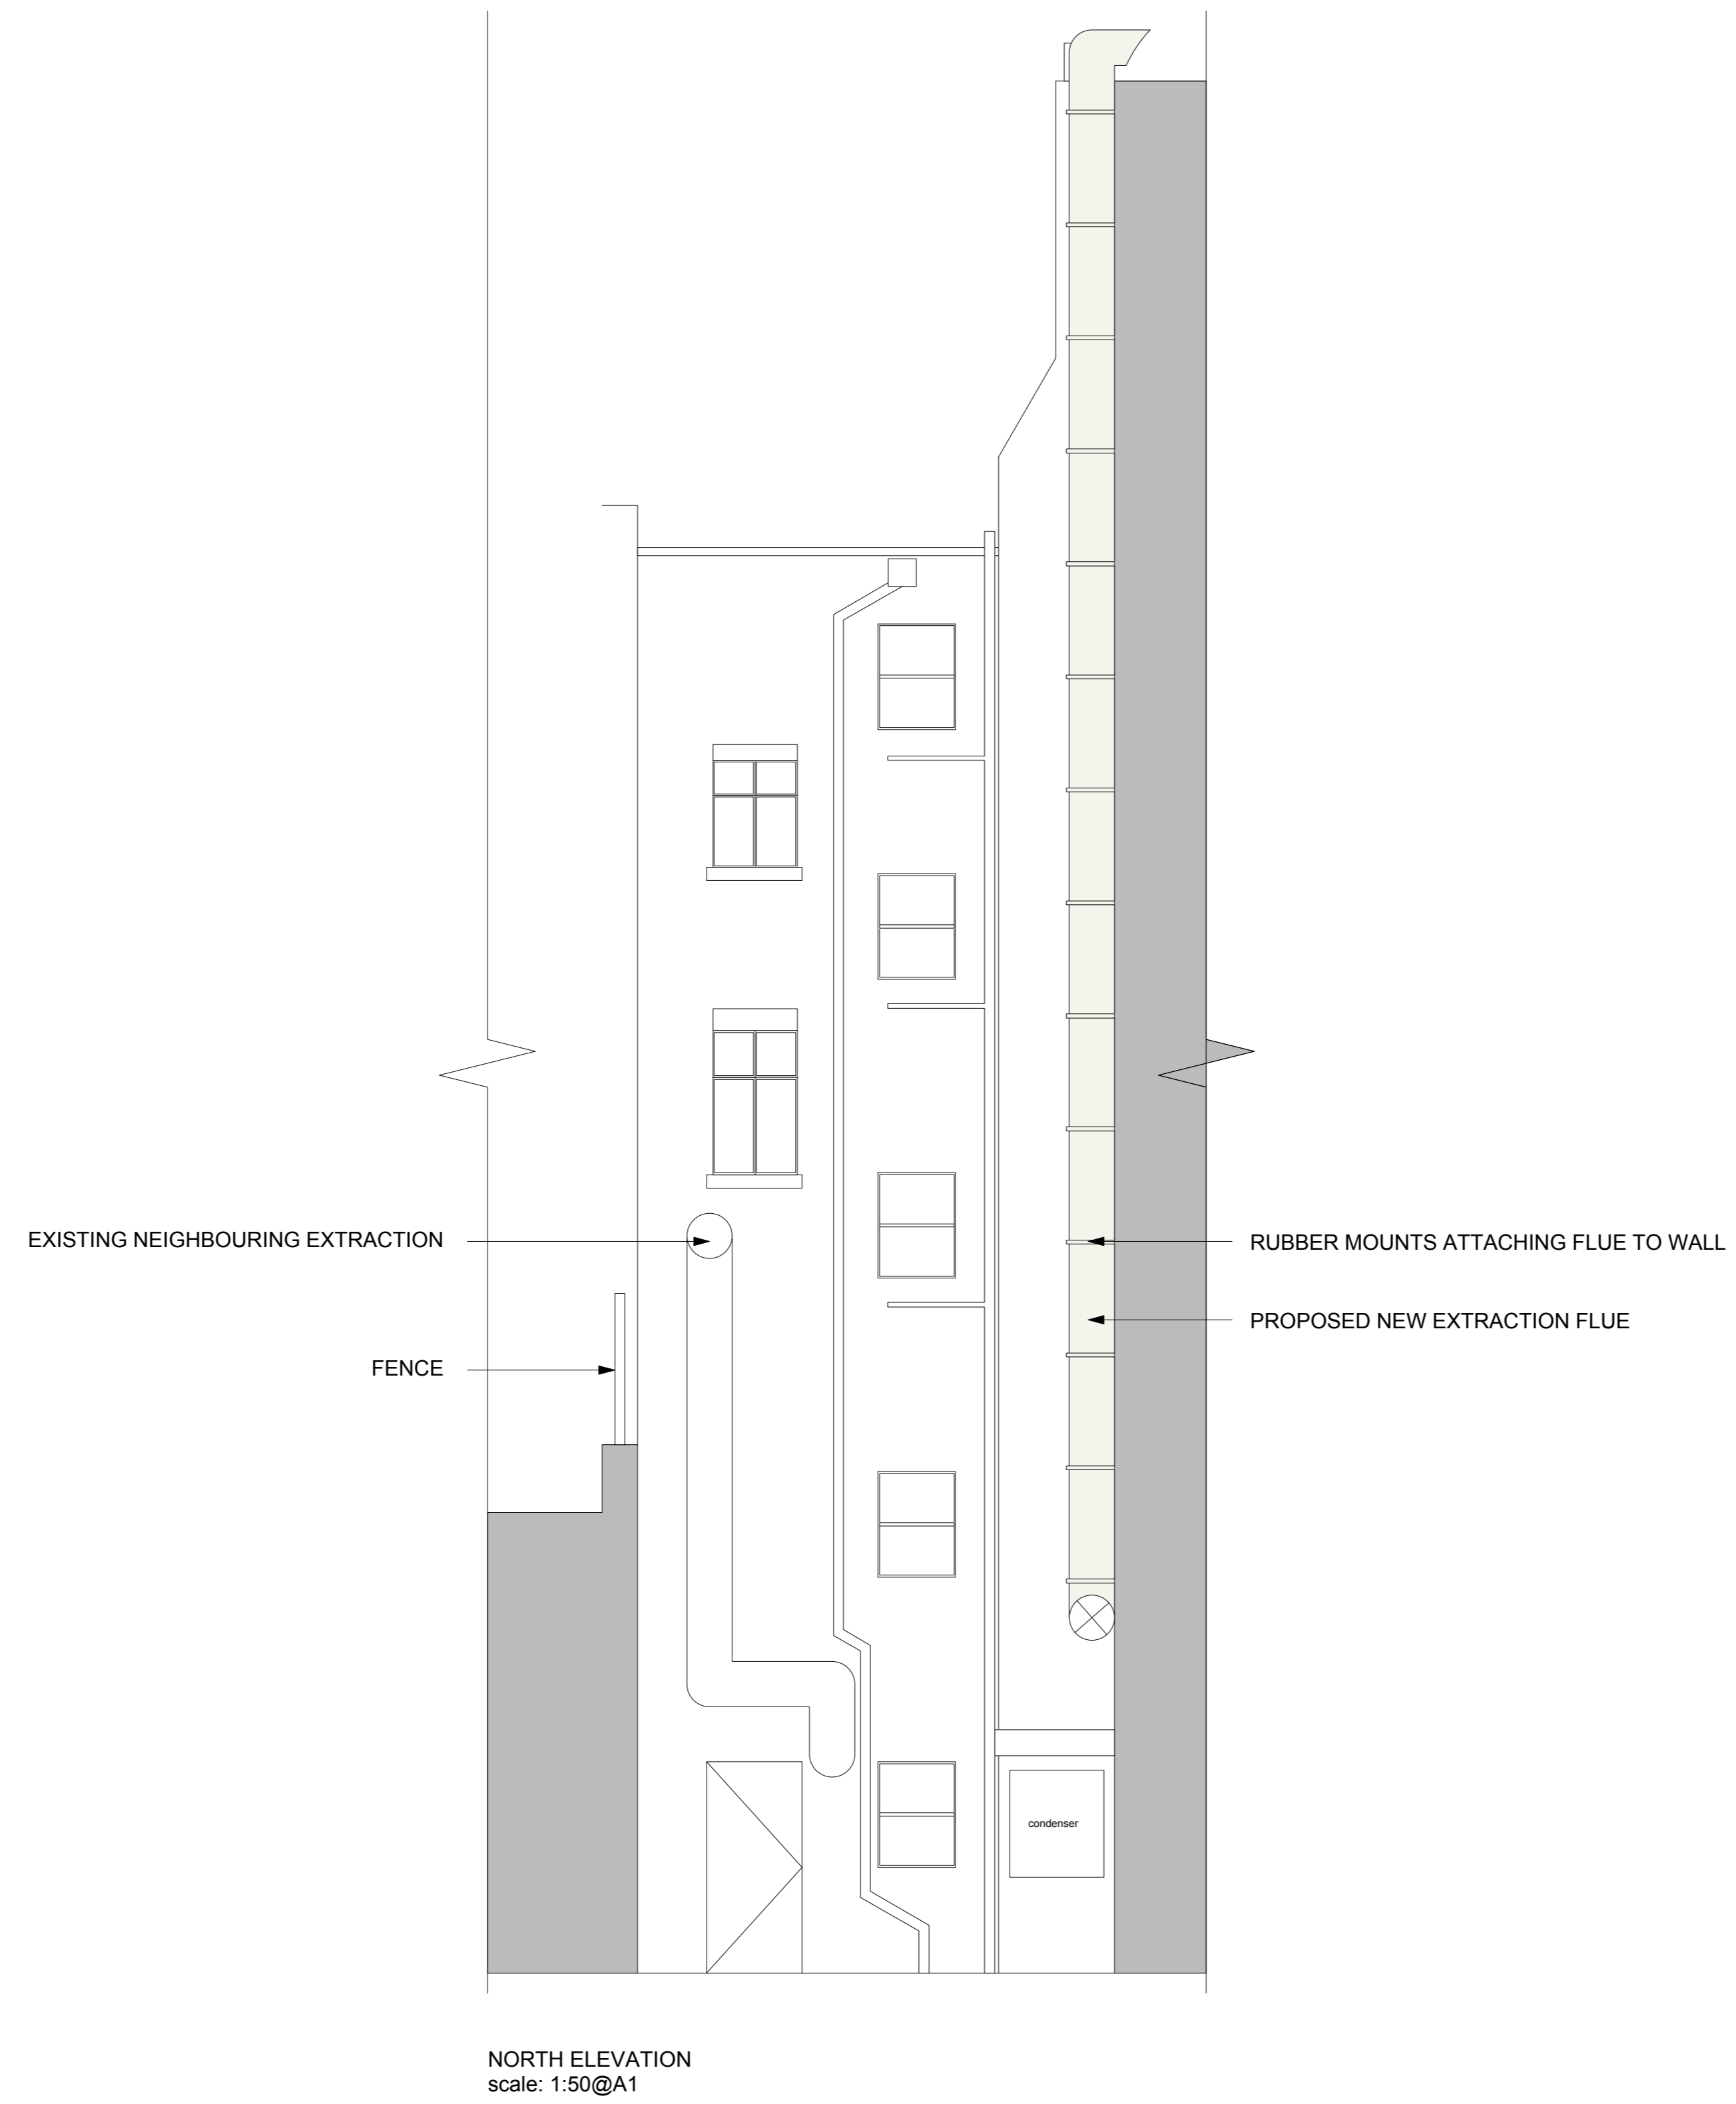 EXISTING NEIGHBOURING EXTRACTION
RUBBER MOUNTS ATTACHING FLUE TO WALL
PROPOSED NEW EXTRACTION FLUE
FENCE
condenser
NORTH ELEVATION
scale: 1:50@A1